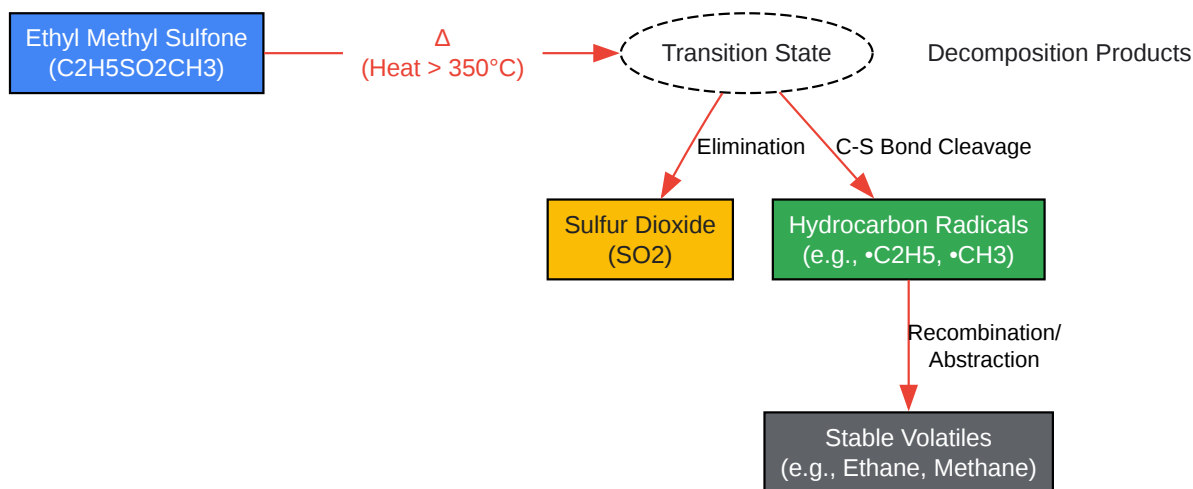 Ethyl Methyl Sulfone
(C2H5SO2CH3)
Δ
(Heat > 350°C)
Transition State
Decomposition Products
Elimination
C-S Bond Cleavage
Sulfur Dioxide
(SO2)
Hydrocarbon Radicals
(e.g., •C2H5, •CH3)
Recombination/
Abstraction
Stable Volatiles
(e.g., Ethane, Methane)